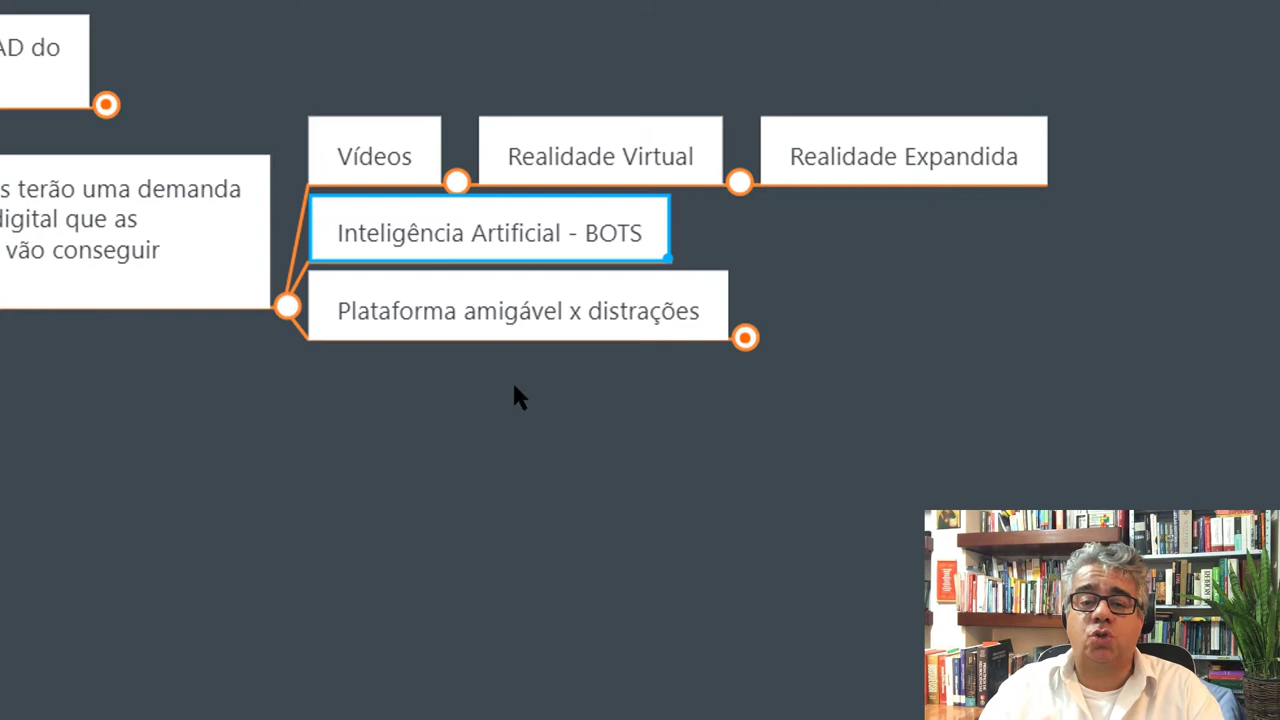 AD do
Vídeos
Realidade Virtual
Realidade Expandida
s terão uma demanda
digital que as
vão conseguir
Inteligência Artificial - BOTS
Plataforma amigável x distrações